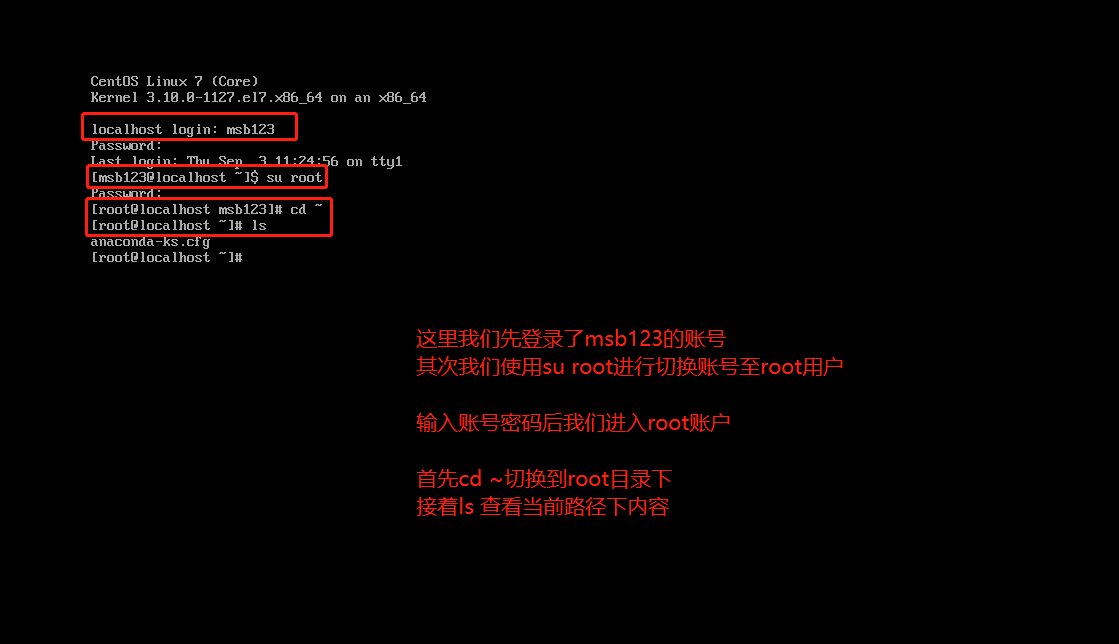 CentOS Linux 7 (Core)
Kernel 3.10.0-1127.el7.x86_64 on an x86_64
localhost login: msb123
Password:
Last login: Thu Sep  3 11:24:56 on tty1
[msb123@localhost ~]$ su root
Password:
[root@localhost msb123]# cd ~
[root@localhost ~]# ls
anaconda-ks.cfg
[root@localhost ~]#
这里我们先登录了msb123的账号
其次我们使用su root进行切换账号至root用户
输入账号密码后我们进入root账户
首先cd ~切换到root目录下
接着ls 查看当前路径下内容